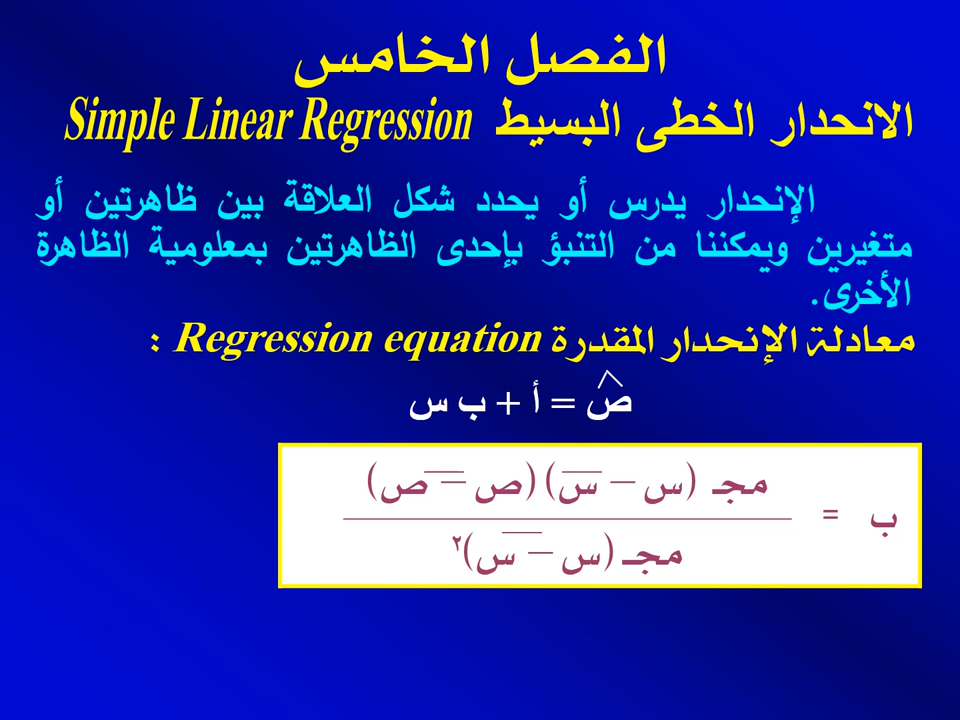 الفصل الخامس
الانحدار الخطى البسيط Simple Linear Regression
الإنحدار يدرس أو يحدد شكل العلاقة بين ظاهرتين أو
متغيرين ويمكننا من التنبؤ بإحدى الظاهرتين بمعلومية الظاهرة
الأخرى.
معادلة الإنحدار المقدرة Regression equation :
ص^ = أ + ب س
مجـ (س – س̅) (ص – ص̅)
ب =
مجـ (س – س̅)٢